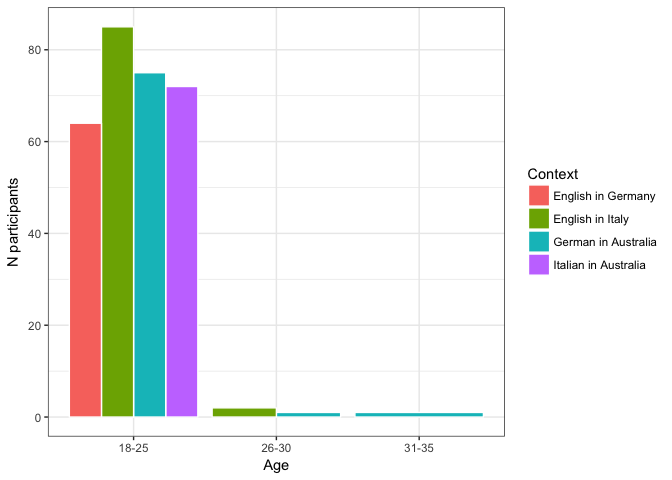 80
60
40
20
0
N participants
18-25
26-30
31-35
Age
Context
English in Germany
English in Italy
German in Australia
Italian in Australia